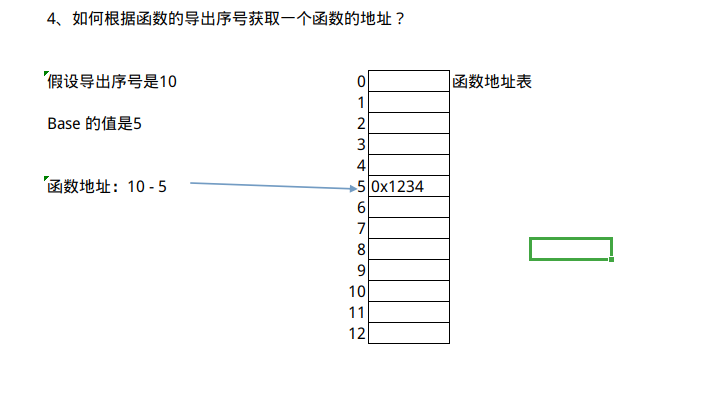 4、如何根据函数的导出序号获取一个函数的地址？
假设导出序号是10
0 函数地址表
1
Base 的值是5
2
3
4
函数地址：10 - 5
5 0x1234
6
7
8
9
10
11
12